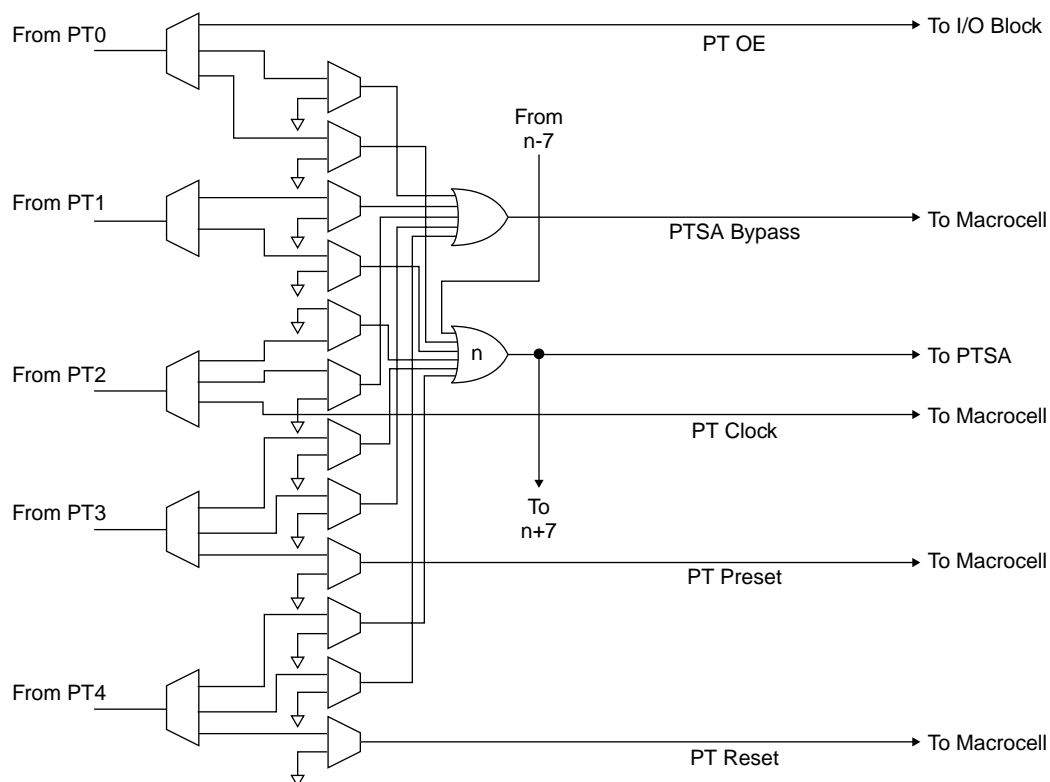 From PT0
To I/O Block
PT OE
From
n-7
From PT1
To Macrocell
PTSA Bypass
n
To PTSA
From PT2
To Macrocell
PT Clock
From PT3
To
n+7
To Macrocell
PT Preset
From PT4
To Macrocell
PT Reset